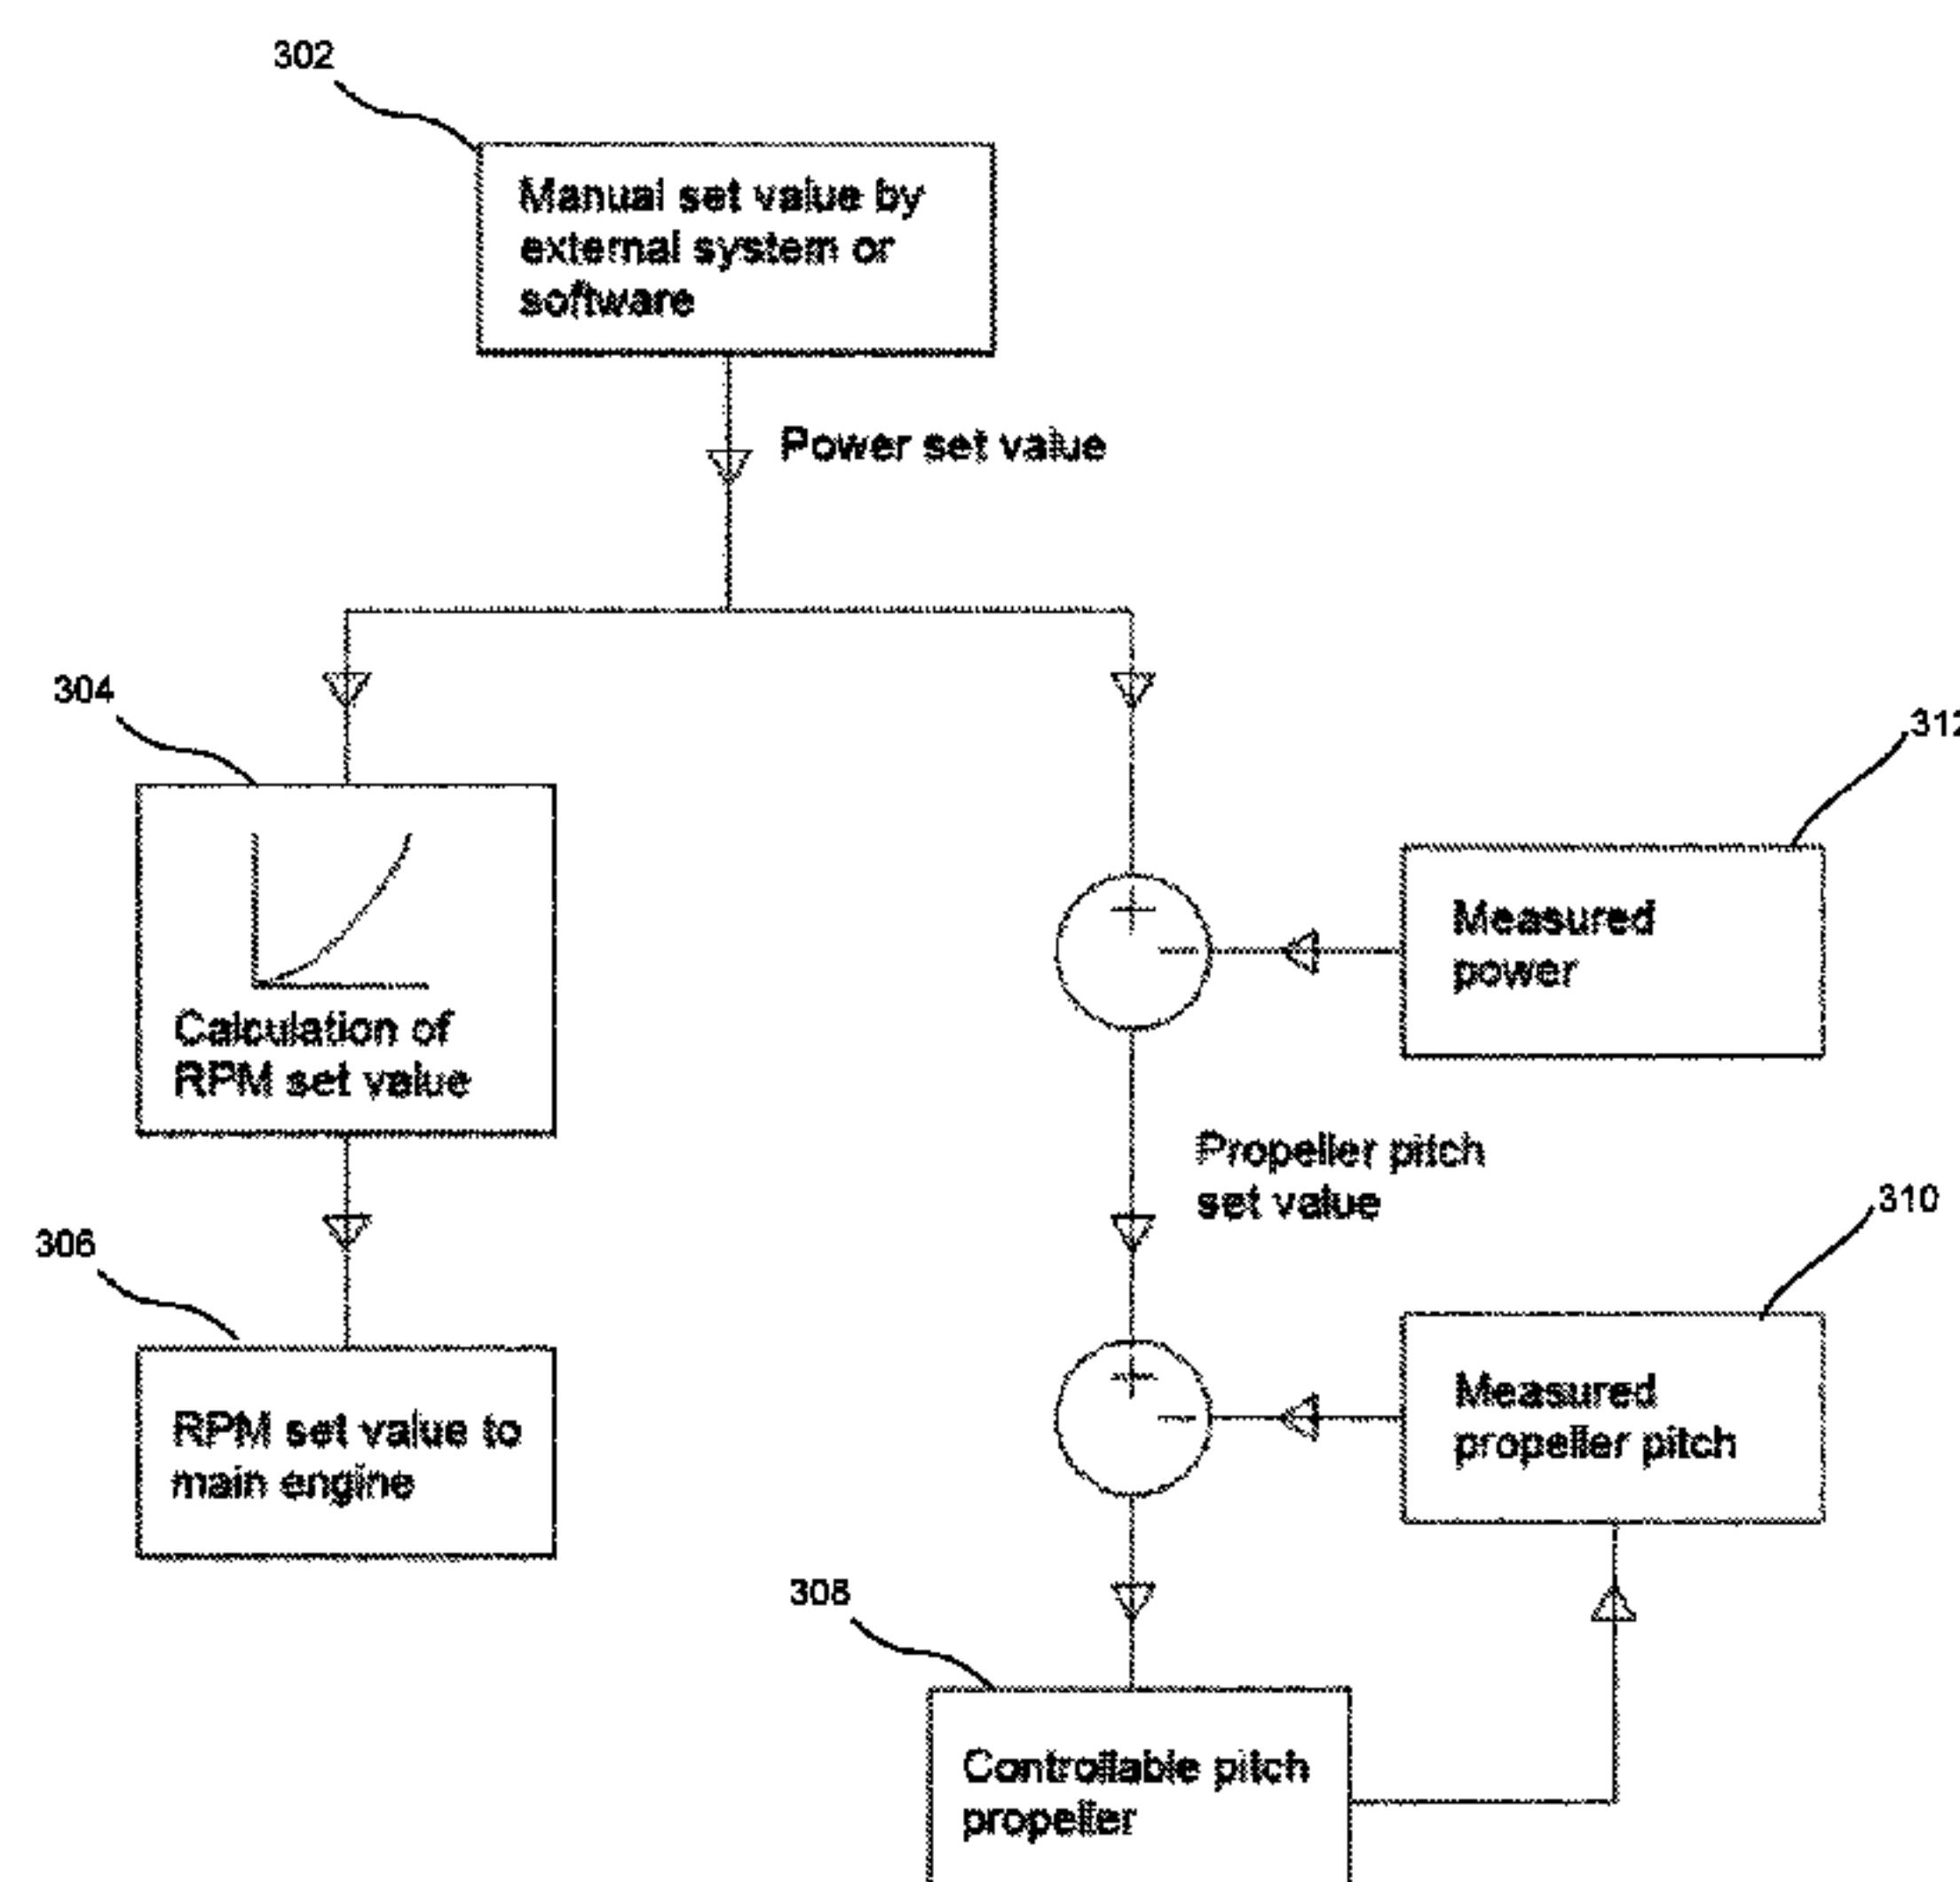 302
Manual set value by
external system or
software
Power set value
304
312
Calculation of
RPM set value
Measured
power
Propeller pitch
set value
310
306
RPM set value to
main engine
Measured
propeller pitch
308
Controllable pitch
propeller